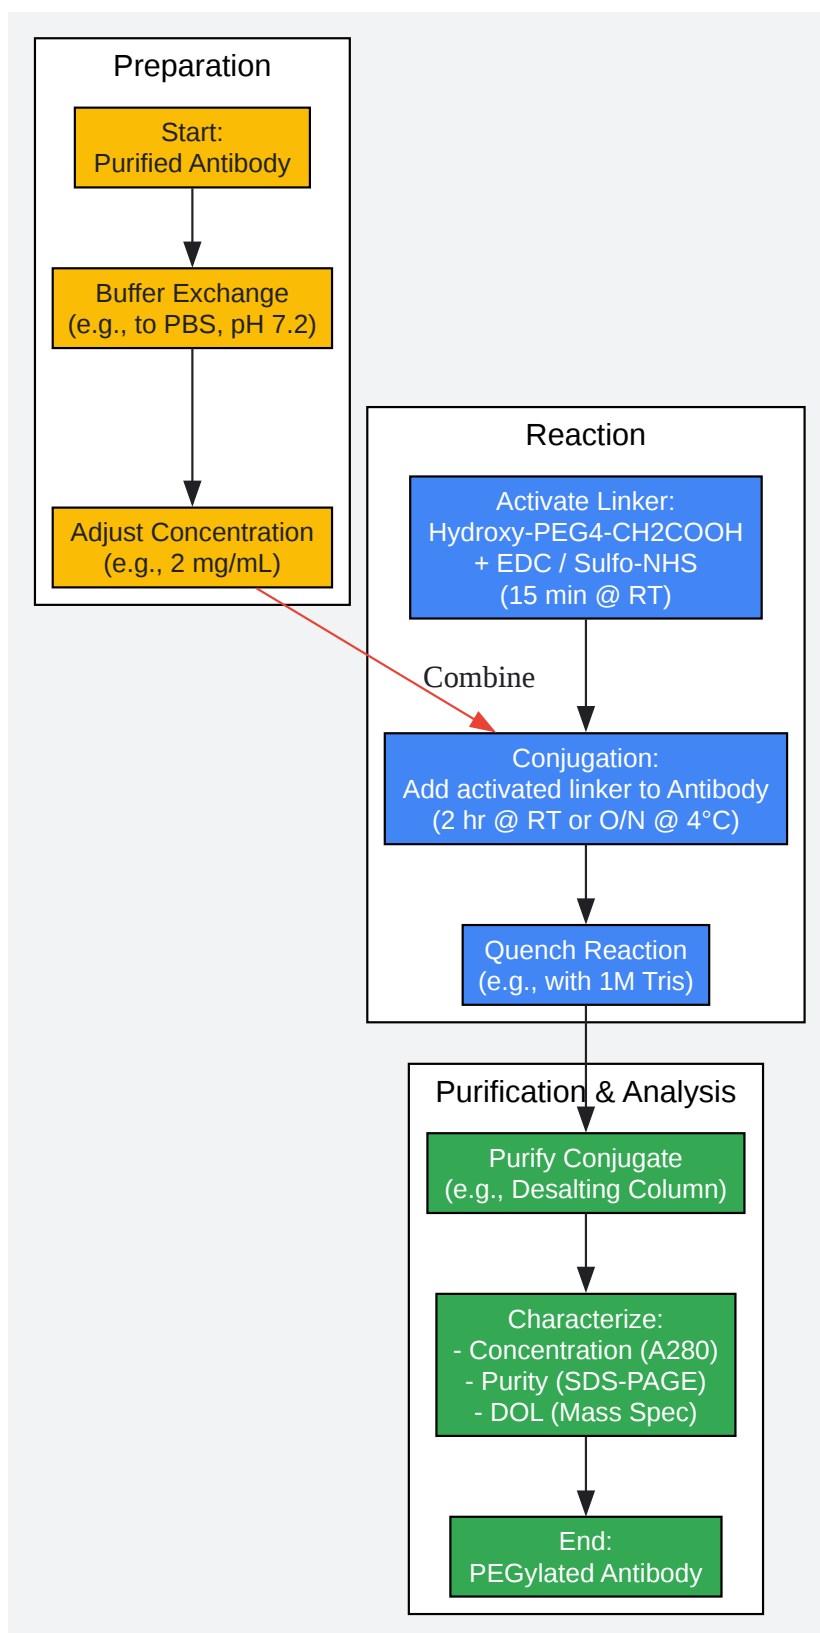 Preparation
Start:
Purified Antibody
Buffer Exchange
(e.g., to PBS, pH 7.2)
Adjust Concentration
(e.g., 2 mg/mL)
Reaction
Activate Linker:
Hydroxy-PEG4-CH2COOH
+ EDC / Sulfo-NHS
(15 min @ RT)
Combine
Conjugation:
Add activated linker to Antibody
(2 hr @ RT or O/N @ 4°C)
Quench Reaction
(e.g., with 1M Tris)
Purification & Analysis
Purify Conjugate
(e.g., Desalting Column)
Characterize:
- Concentration (A280)
- Purity (SDS-PAGE)
- DOL (Mass Spec)
End:
PEGylated Antibody